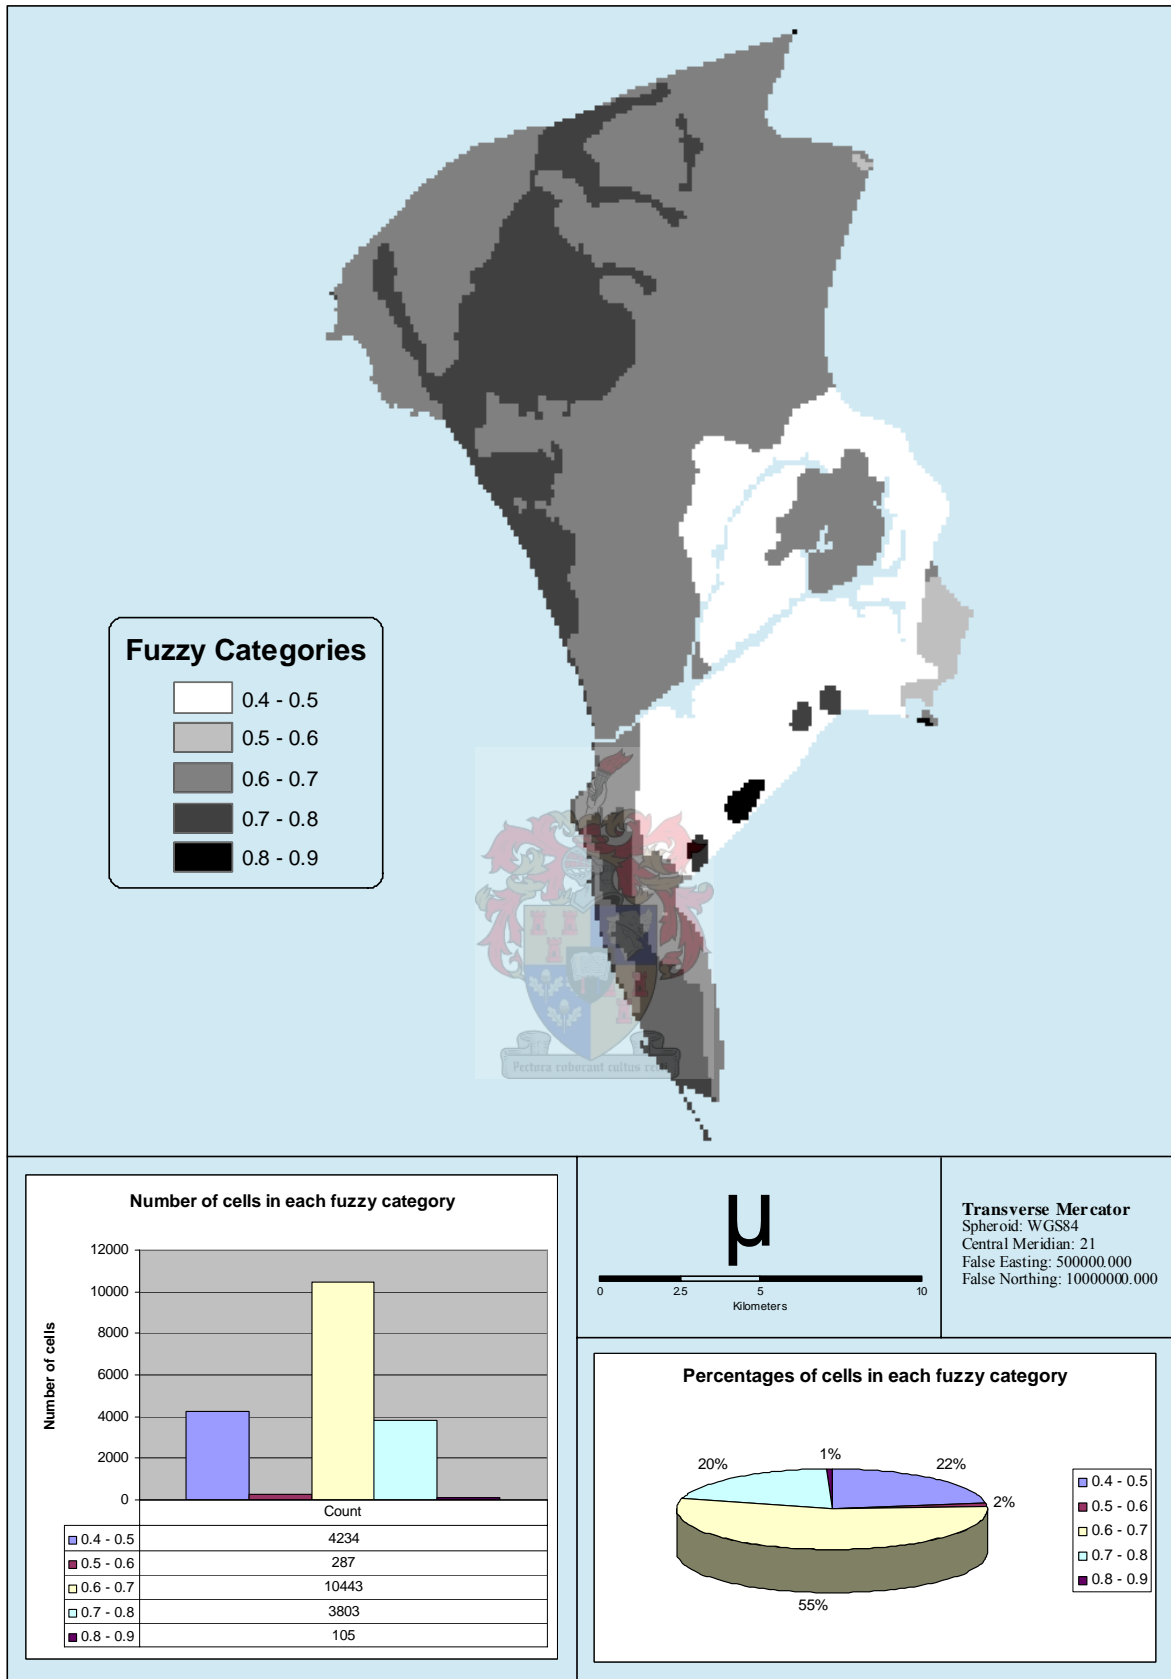 Fuzzy Categories
0.4 - 0.5
0.5 - 0.6
0.6 - 0.7
0.7 - 0.8
0.8 - 0.9
Pectora roborant cultus recti
Number of cells in each fuzzy category
Number of cells
12000
10000
8000
6000
4000
2000
0
Count
0.4 - 0.5 4234
0.5 - 0.6 287
0.6 - 0.7 10443
0.7 - 0.8 3803
0.8 - 0.9 105
µ
0 2.5 5 10
Kilometers
Transverse Mercator
Spheroid: WGS84
Central Meridian: 21
False Easting: 500000.000
False Northing: 10000000.000
Percentages of cells in each fuzzy category
1%
20%
22%
2%
55%
0.4 - 0.5
0.5 - 0.6
0.6 - 0.7
0.7 - 0.8
0.8 - 0.9